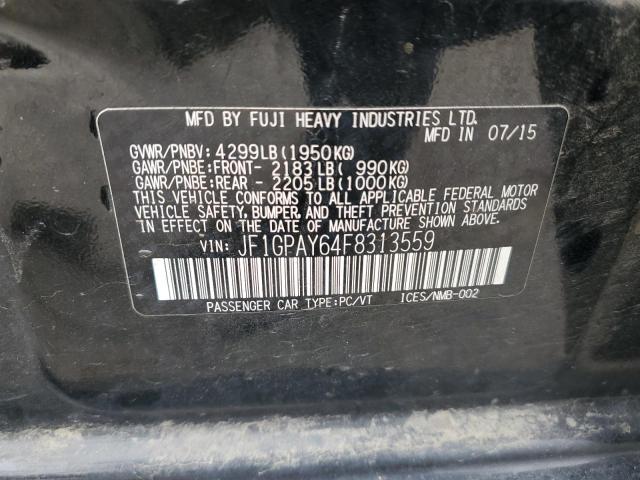 MFD BY FUJI HEAVY INDUSTRIES LTD.
MFD IN 07/15
GVWR/PNBV: 4299LB(1950KG)
GAWR/PNBE:FRONT- 2183LB( 990KG)
GAWR/PNBE:REAR - 2205LB(1000KG)
THIS VEHICLE CONFORMS TO ALL APPLICABLE FEDERAL MOTOR
VEHICLE SAFETY, BUMPER, AND THEFT PREVENTION STANDARDS
IN EFFECT ON THE DATE OF MANUFACTURE SHOWN ABOVE.
VIN: JF1GPAY64F8313559
PASSENGER CAR TYPE:PC/VT ICES/NMB-002